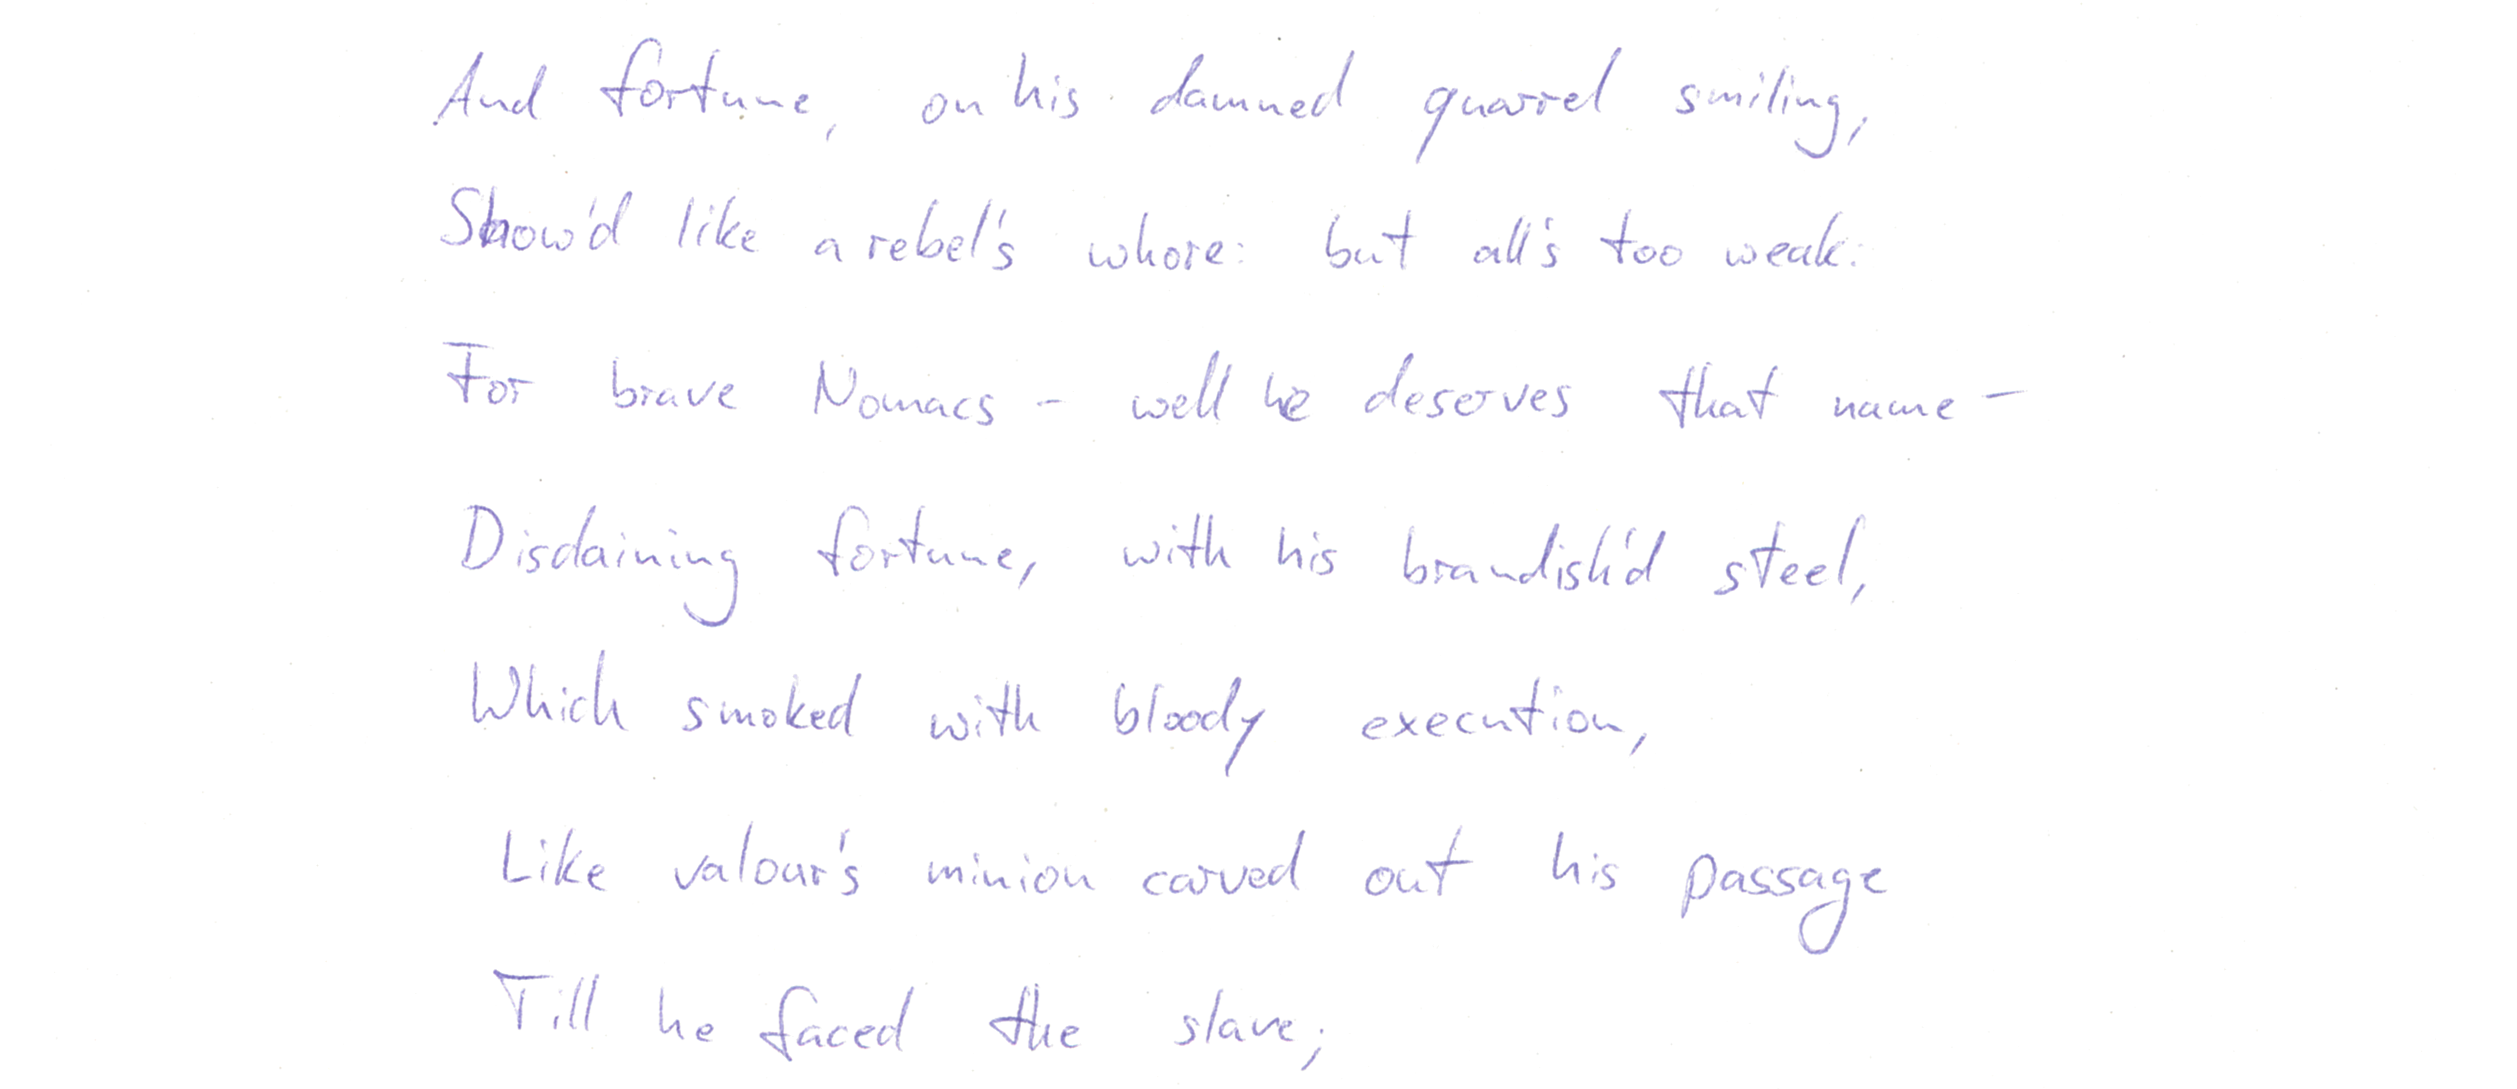 And fortune, on his damned quarrel smiling,
Show'd like a rebel's whore: but all's too weak:
For brave Nomacs - well he deserves that name -
Disdaining fortune, with his brandish'd steel,
Which smoked with bloody execution,
Like valour's minion carved out his passage
Till he faced the slave;